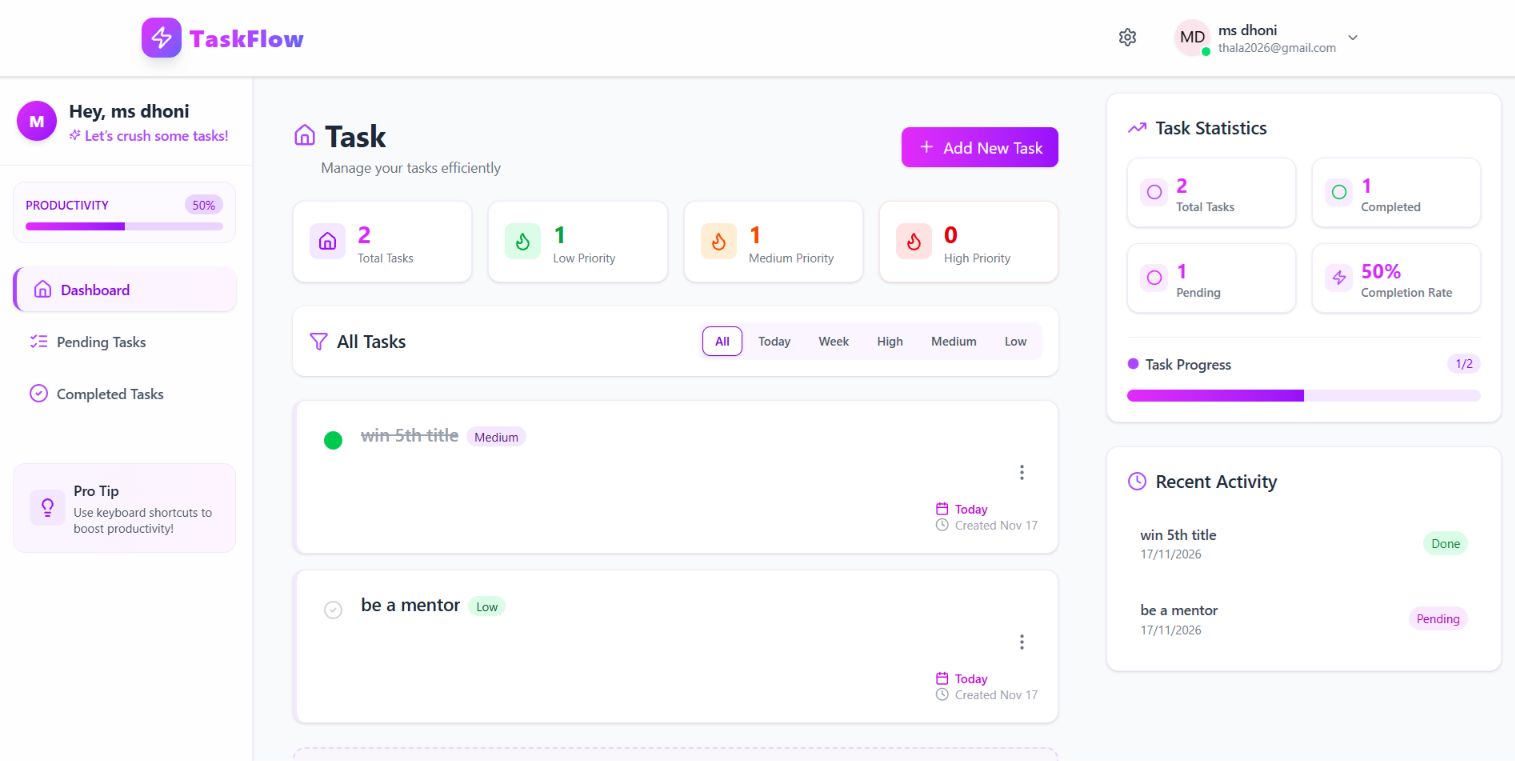 TaskFlow
MD
ms dhoni
thala2026@gmail.com
M
Hey, ms dhoni
Let's crush some tasks!
PRODUCTIVITY
50%
Dashboard
Pending Tasks
Completed Tasks
Pro Tip
Use keyboard shortcuts to
boost productivity!
Task
Manage your tasks efficiently
+ Add New Task
2
Total Tasks
1
Low Priority
1
Medium Priority
0
High Priority
All Tasks
All Today Week High Medium Low
win 5th title Medium
Today
Created Nov 17
be a mentor Low
Today
Created Nov 17
Task Statistics
2
Total Tasks
1
Completed
1
Pending
50%
Completion Rate
Task Progress
1/2
Recent Activity
win 5th title
17/11/2026
Done
be a mentor
17/11/2026
Pending